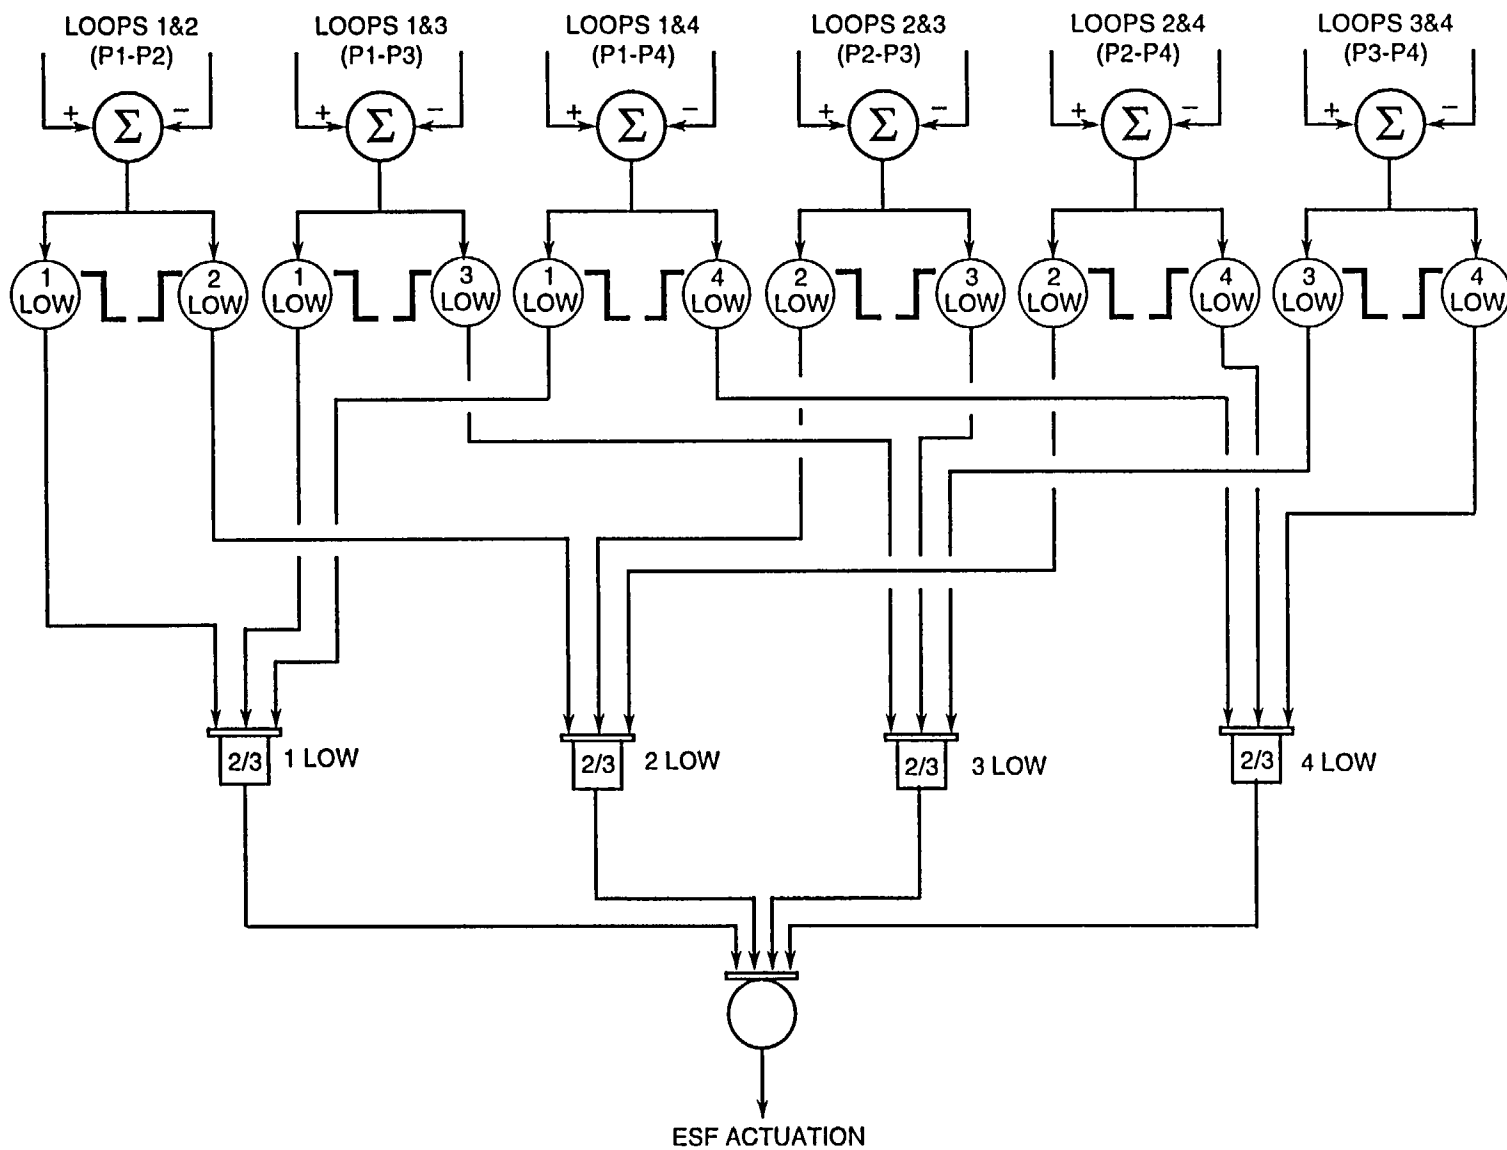 LOOPS 1&2
(P1-P2)
LOOPS 1&3
(P1-P3)
LOOPS 1&4
(P1-P4)
LOOPS 2&3
(P2-P3)
LOOPS 2&4
(P2-P4)
LOOPS 3&4
(P3-P4)
+ Σ −
+ Σ −
+ Σ −
+ Σ −
+ Σ −
+ Σ −
1
LOW
2
LOW
1
LOW
3
LOW
1
LOW
4
LOW
2
LOW
3
LOW
2
LOW
4
LOW
3
LOW
4
LOW
2/3 1 LOW
2/3 2 LOW
2/3 3 LOW
2/3 4 LOW
ESF ACTUATION